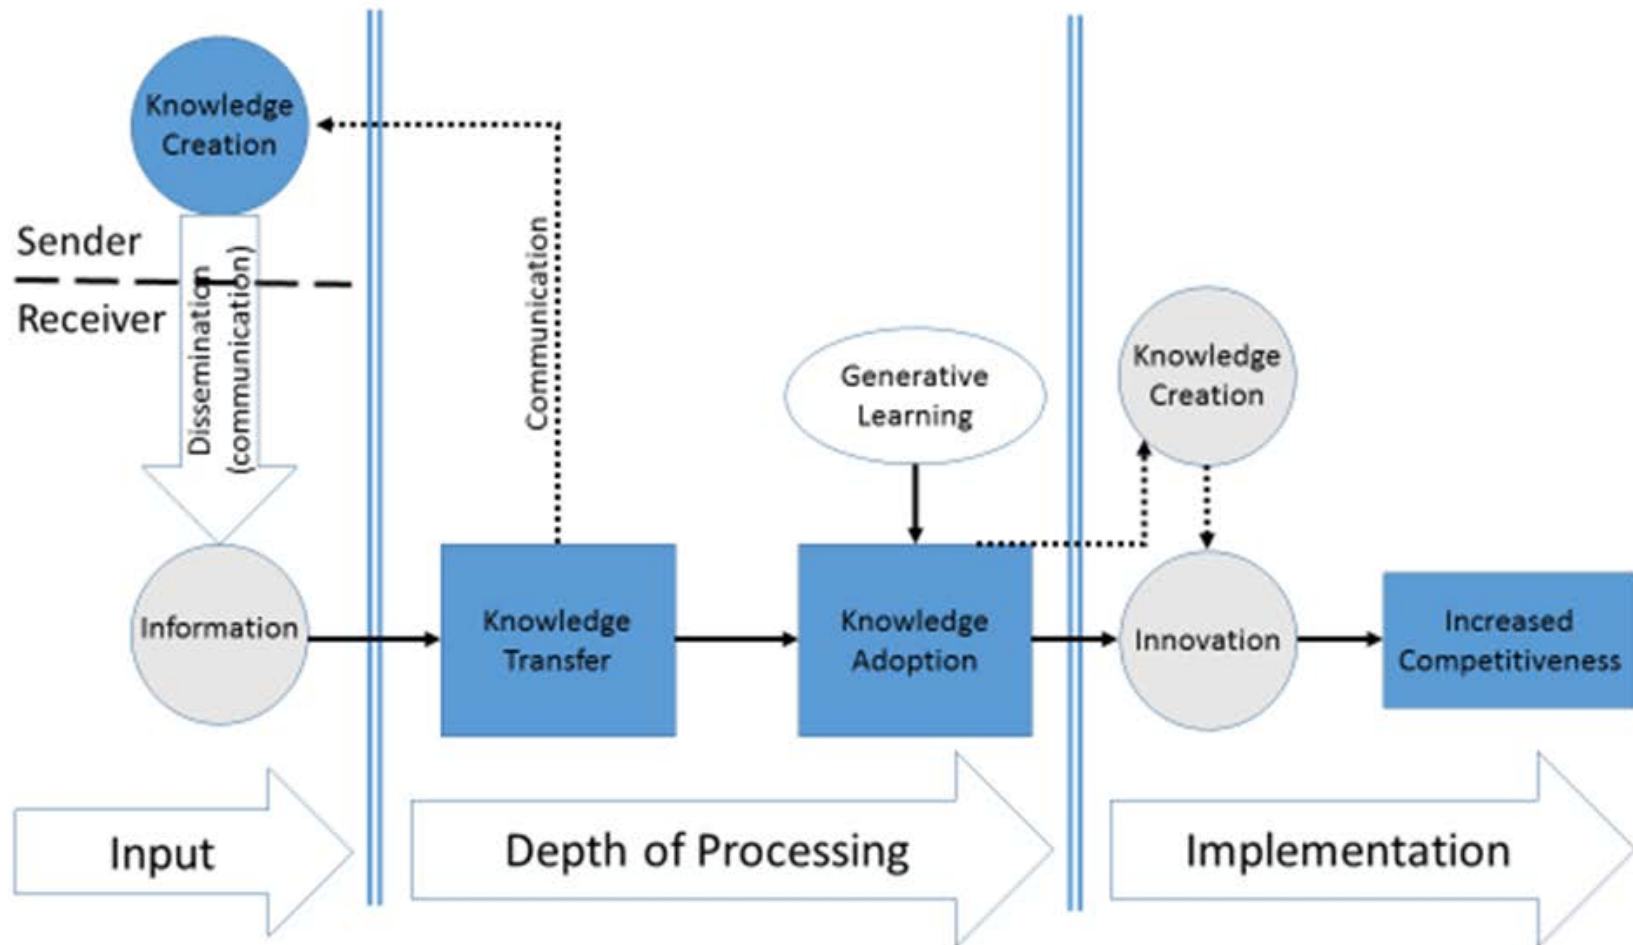 Knowledge
Creation
Sender
Receiver
Dissemination
(communication)
Communication
Generative
Learning
Knowledge
Creation
Information
Knowledge
Transfer
Knowledge
Adoption
Innovation
Increased
Competitiveness
Input
Depth of Processing
Implementation